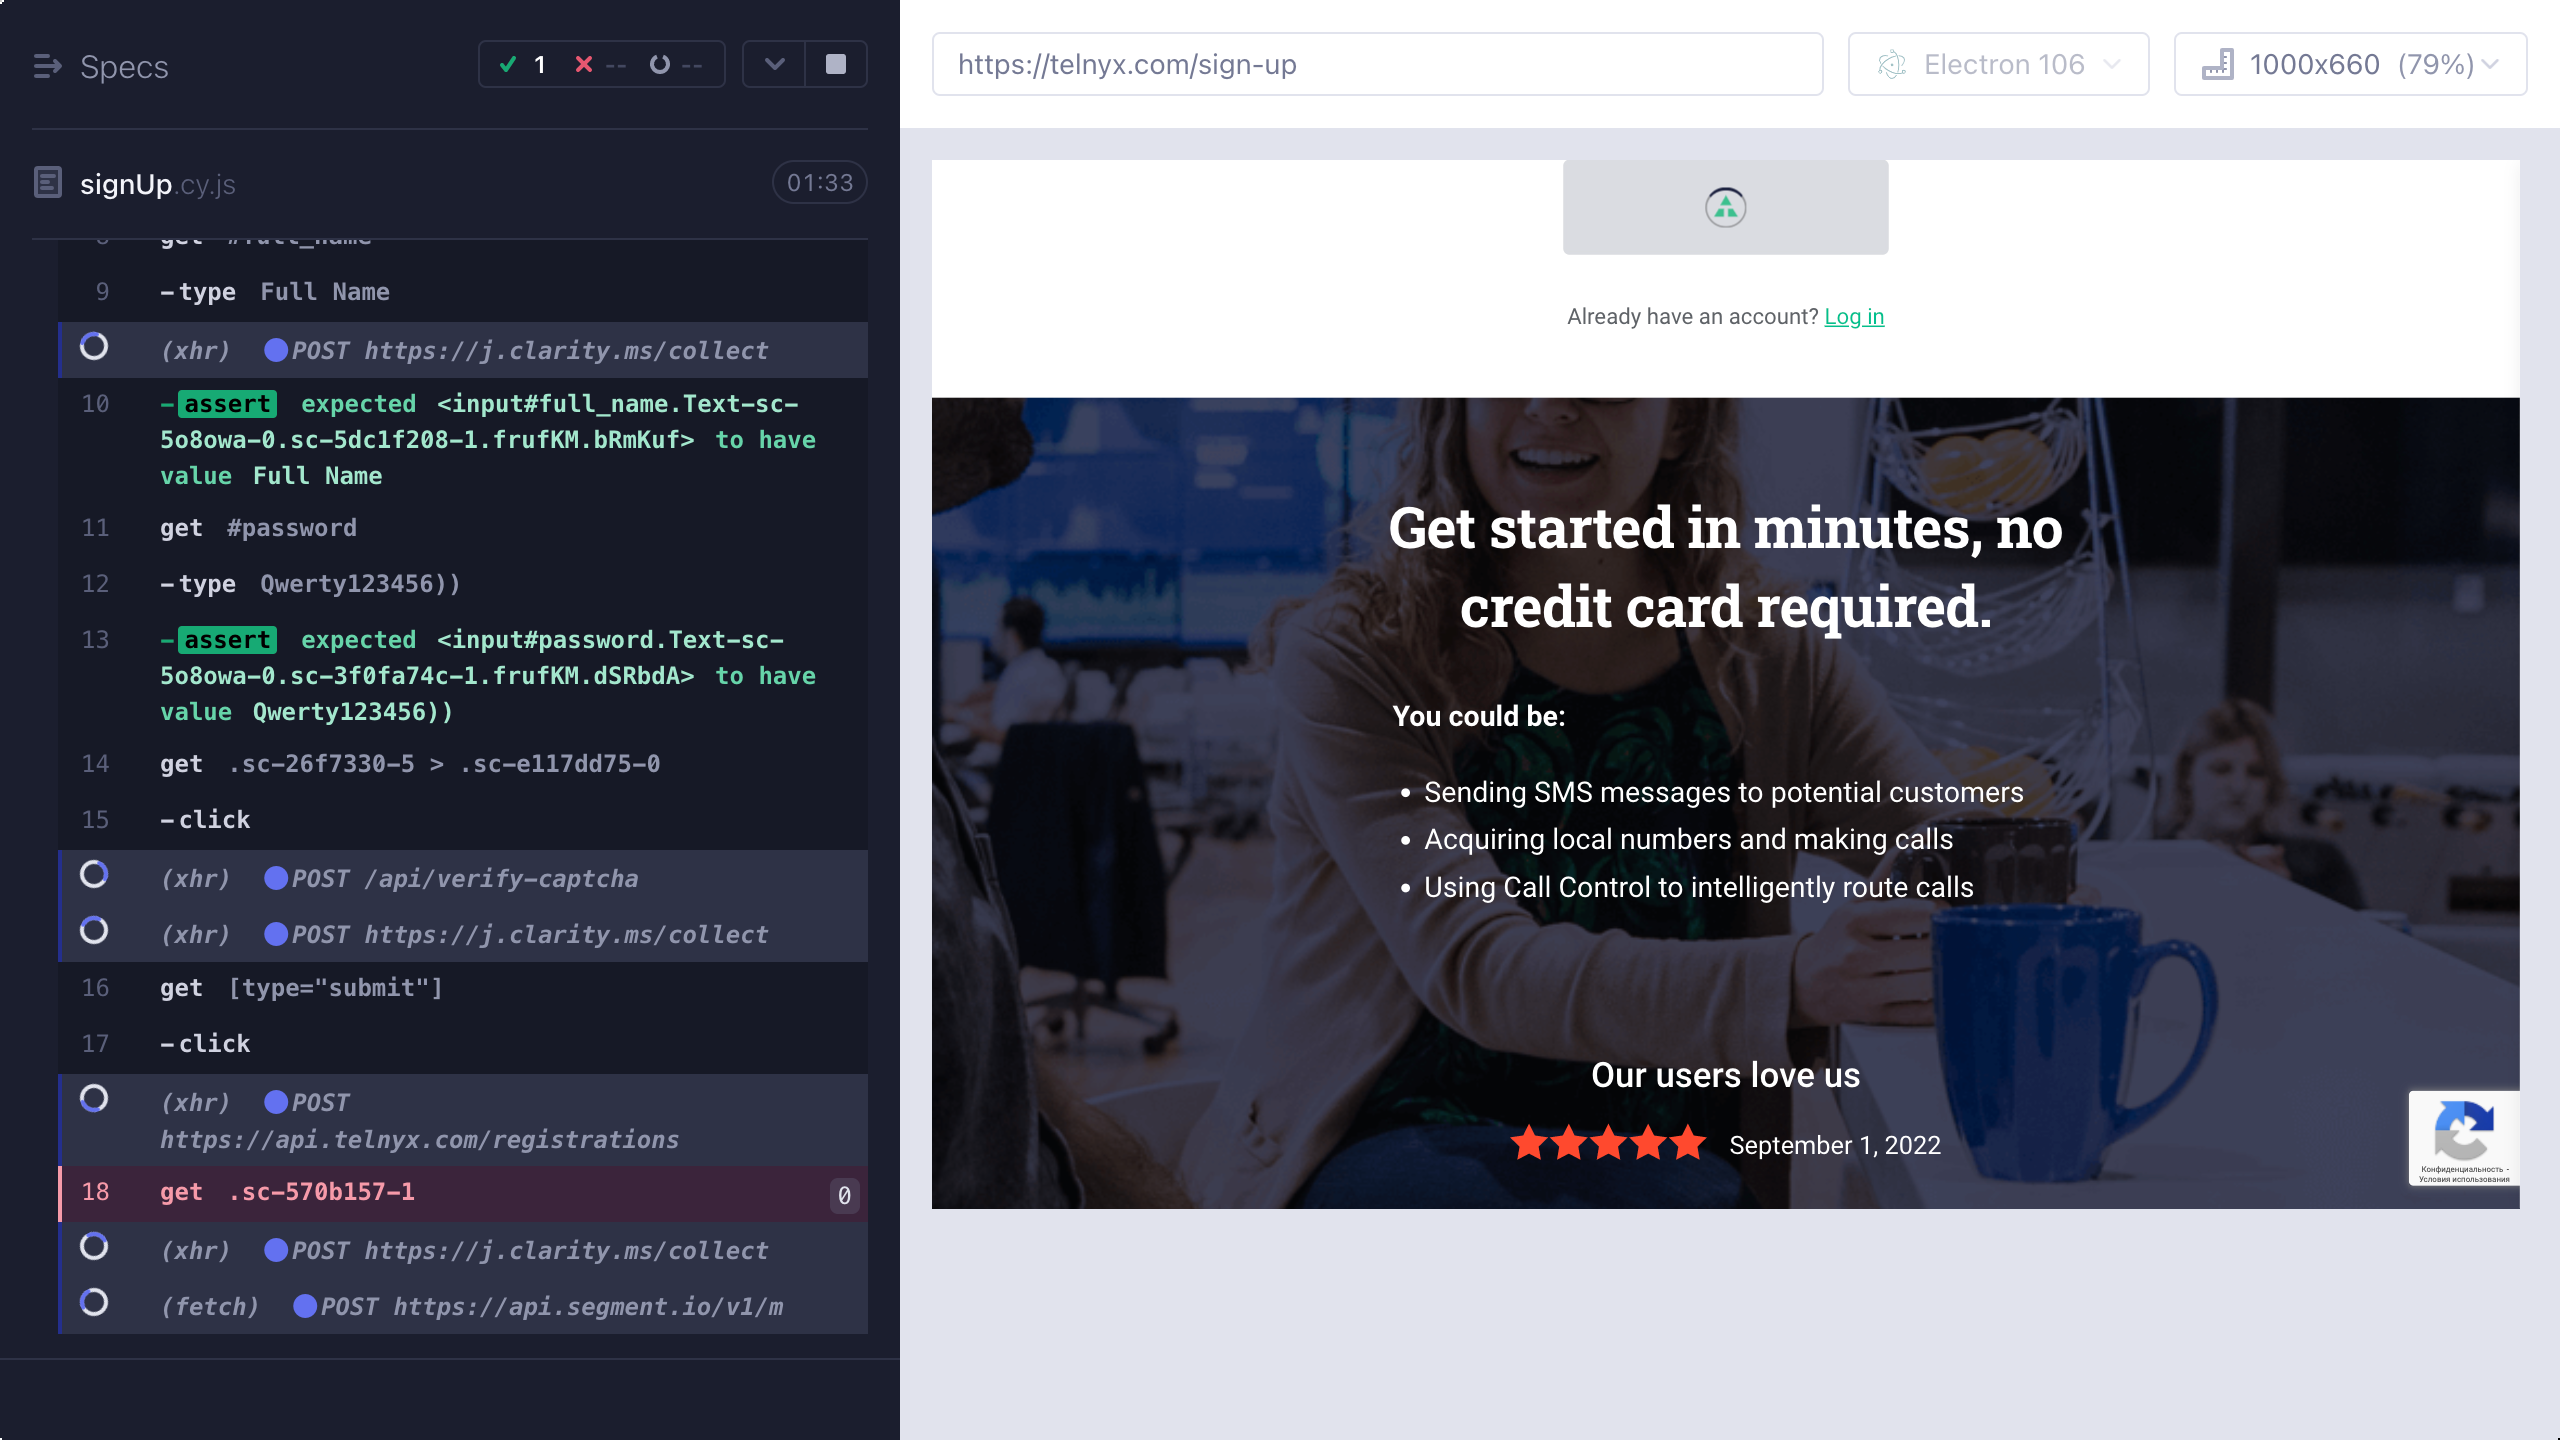 Specs
1
--
--
signUp.cy.js
01:33
8 get #full_name
9 -type Full Name
(xhr) POST https://j.clarity.ms/collect
10 -assert expected <input#full_name.Text-sc-
5o8owa-0.sc-5dc1f208-1.frufKM.bRmKuf> to have
value Full Name
11 get #password
12 -type Qwerty123456))
13 -assert expected <input#password.Text-sc-
5o8owa-0.sc-3f0fa74c-1.frufKM.dSRbdA> to have
value Qwerty123456))
14 get .sc-26f7330-5 > .sc-e117dd75-0
15 -click
(xhr) POST /api/verify-captcha
(xhr) POST https://j.clarity.ms/collect
16 get [type="submit"]
17 -click
(xhr) POST
https://api.telnyx.com/registrations
18 get .sc-570b157-1 0
(xhr) POST https://j.clarity.ms/collect
(fetch) POST https://api.segment.io/v1/m
https://telnyx.com/sign-up
Electron 106
1000x660 (79%)
Already have an account? Log in
Get started in minutes, no
credit card required.
You could be:
• Sending SMS messages to potential customers
• Acquiring local numbers and making calls
• Using Call Control to intelligently route calls
Our users love us
September 1, 2022
Конфиденциальность -
Условия использования